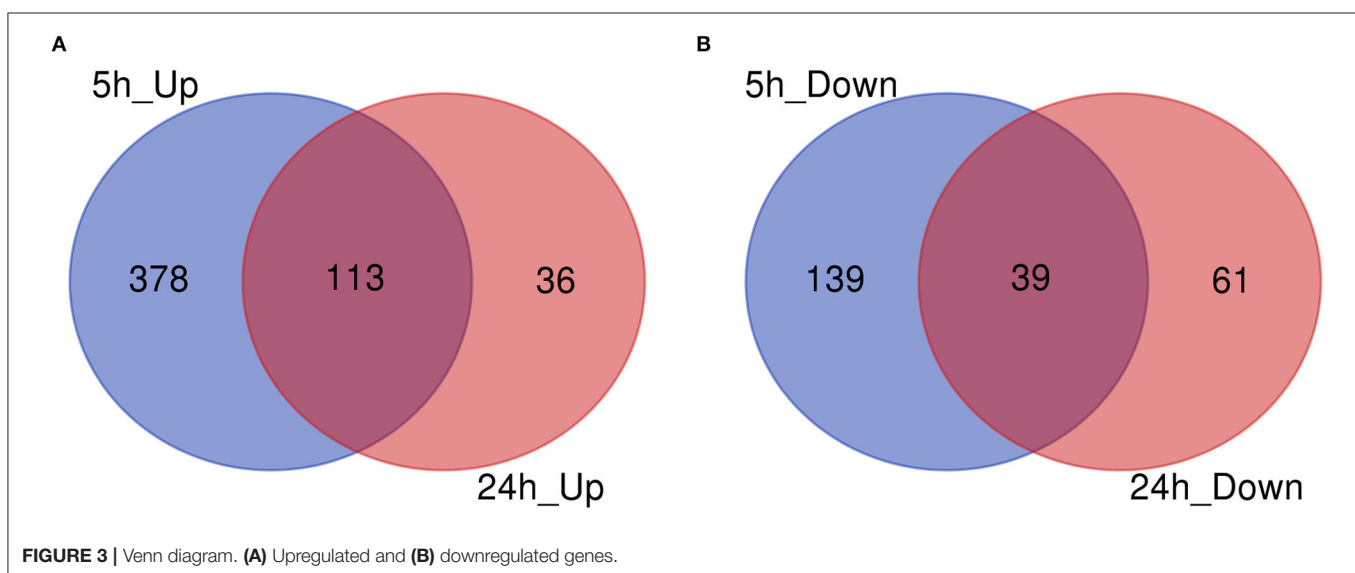 A
B
5h_Up
5h_Down
378
113
36
139
39
61
24h_Up
24h_Down
FIGURE 3 | Venn diagram. (A) Upregulated and (B) downregulated genes.